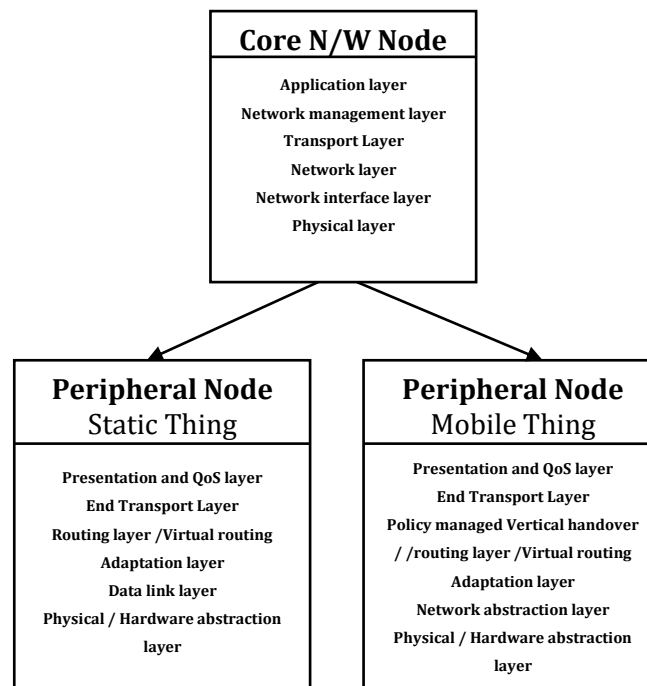 Core N/W Node
Application layer
Network management layer
Transport Layer
Network layer
Network interface layer
Physical layer
Peripheral Node
Static Thing
Presentation and QoS layer
End Transport Layer
Routing layer /Virtual routing
Adaptation layer
Data link layer
Physical / Hardware abstraction
layer
Peripheral Node
Mobile Thing
Presentation and QoS layer
End Transport Layer
Policy managed Vertical handover
/ /routing layer /Virtual routing
Adaptation layer
Network abstraction layer
Physical / Hardware abstraction
layer